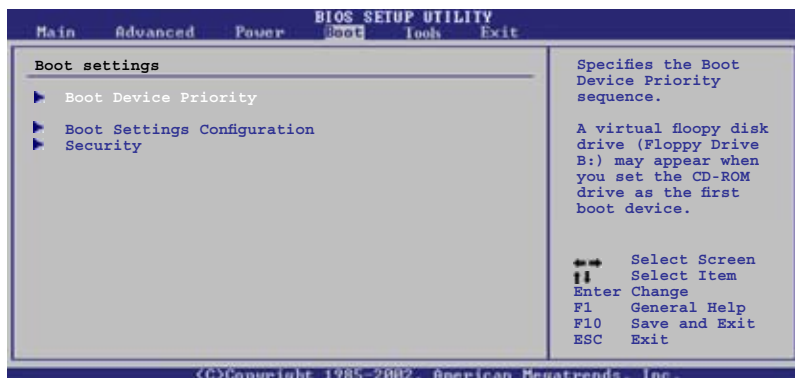 BIOS SETUP UTILITY
Main Advanced Power Boot Tools Exit
Boot settings
Boot Device Priority
Boot Settings Configuration
Security
Specifies the Boot
Device Priority
sequence.
A virtual floopy disk
drive (Floppy Drive
B:) may appear when
you set the CD-ROM
drive as the first
boot device.
←→ Select Screen
↑↓ Select Item
Enter Change
F1 General Help
F10 Save and Exit
ESC Exit
(C)Copyright 1985-2002, American Megatrends, Inc.